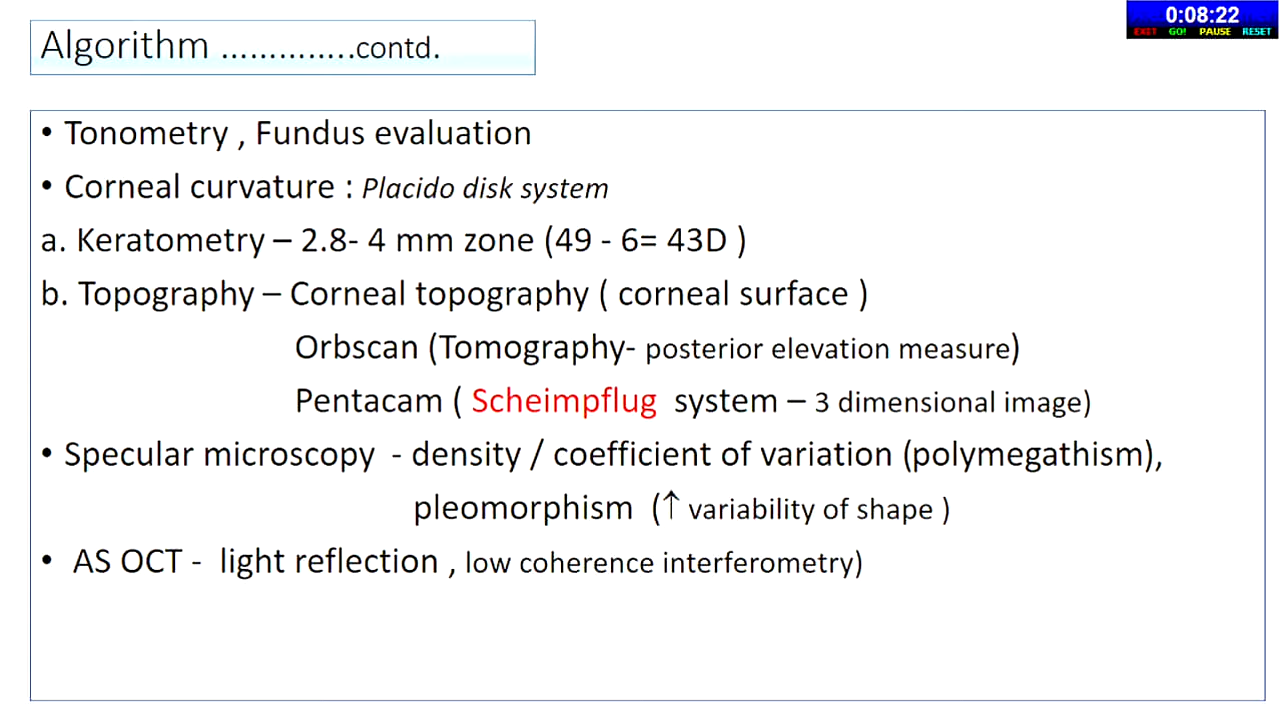 0:08:22
EXIT GO! PAUSE RESET
Algorithm ..............contd.
• Tonometry , Fundus evaluation
• Corneal curvature : Placido disk system
a. Keratometry – 2.8- 4 mm zone (49 - 6= 43D )
b. Topography – Corneal topography ( corneal surface )
Orbscan (Tomography- posterior elevation measure)
Pentacam ( Scheimpflug system – 3 dimensional image)
• Specular microscopy - density / coefficient of variation (polymegathism),
pleomorphism (↑ variability of shape )
• AS OCT - light reflection , low coherence interferometry)